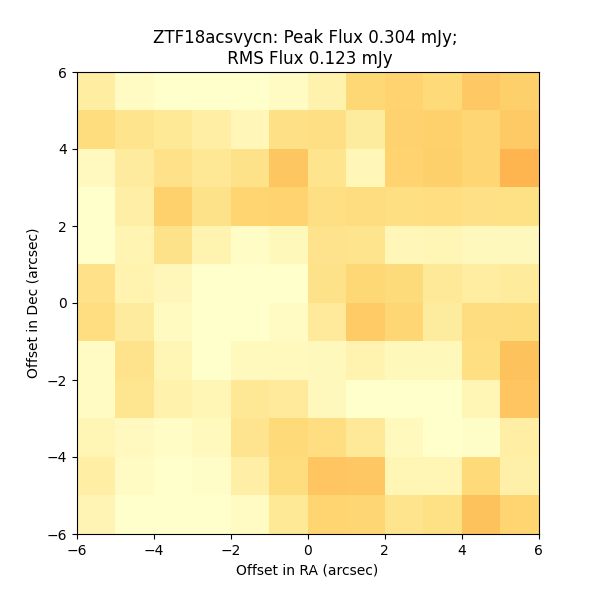 ZTF18acsvycn: Peak Flux 0.304 mJy;
RMS Flux 0.123 mJy
6
4
2
0
−2
−4
−6
Offset in Dec (arcsec)
−6 −4 −2 0 2 4 6
Offset in RA (arcsec)